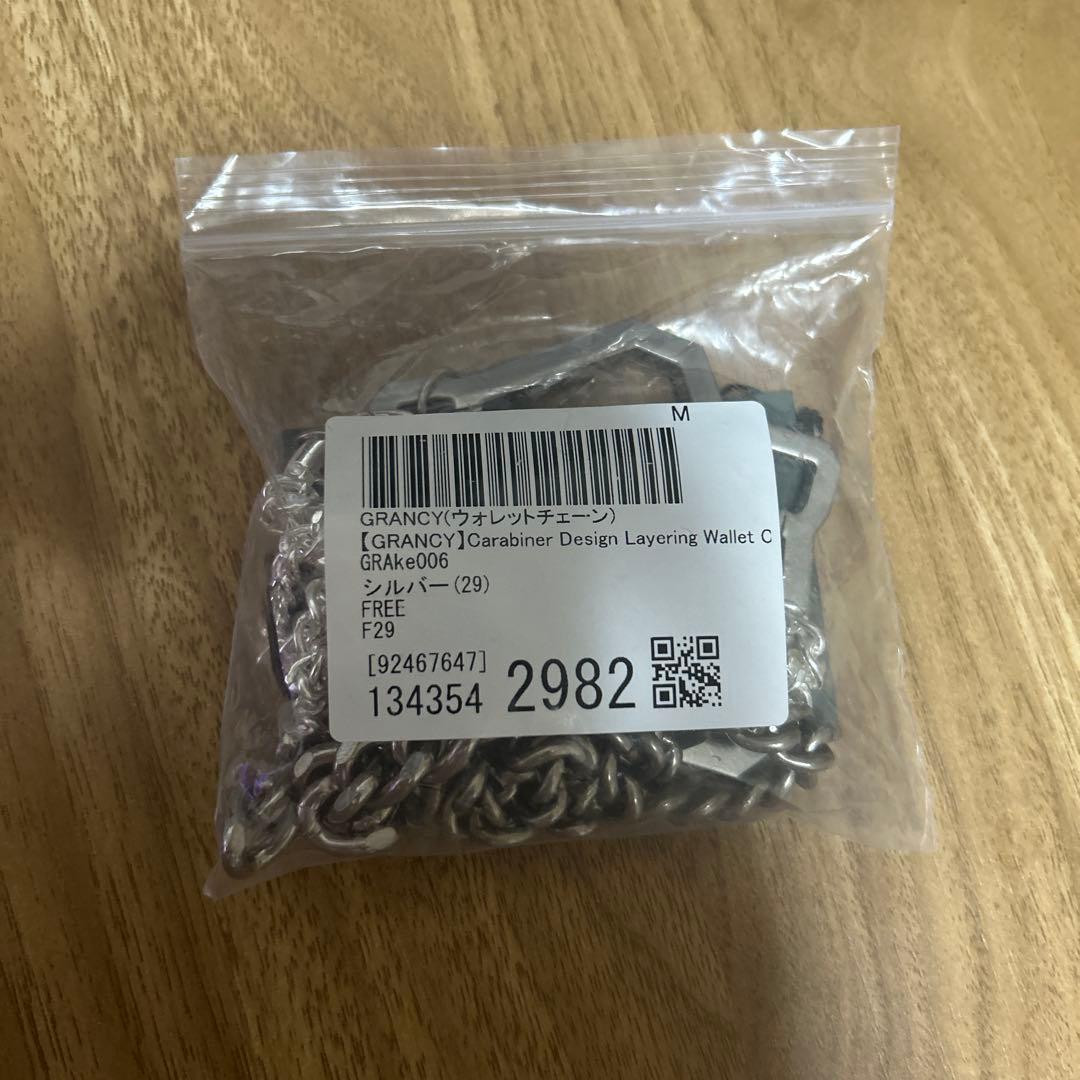 M
GRANCY(ウォレットチェーン)
【GRANCY】Carabiner Design Layering Wallet C
GRAke006
シルバー(29)
FREE
F29
[92467647]
134354 2982